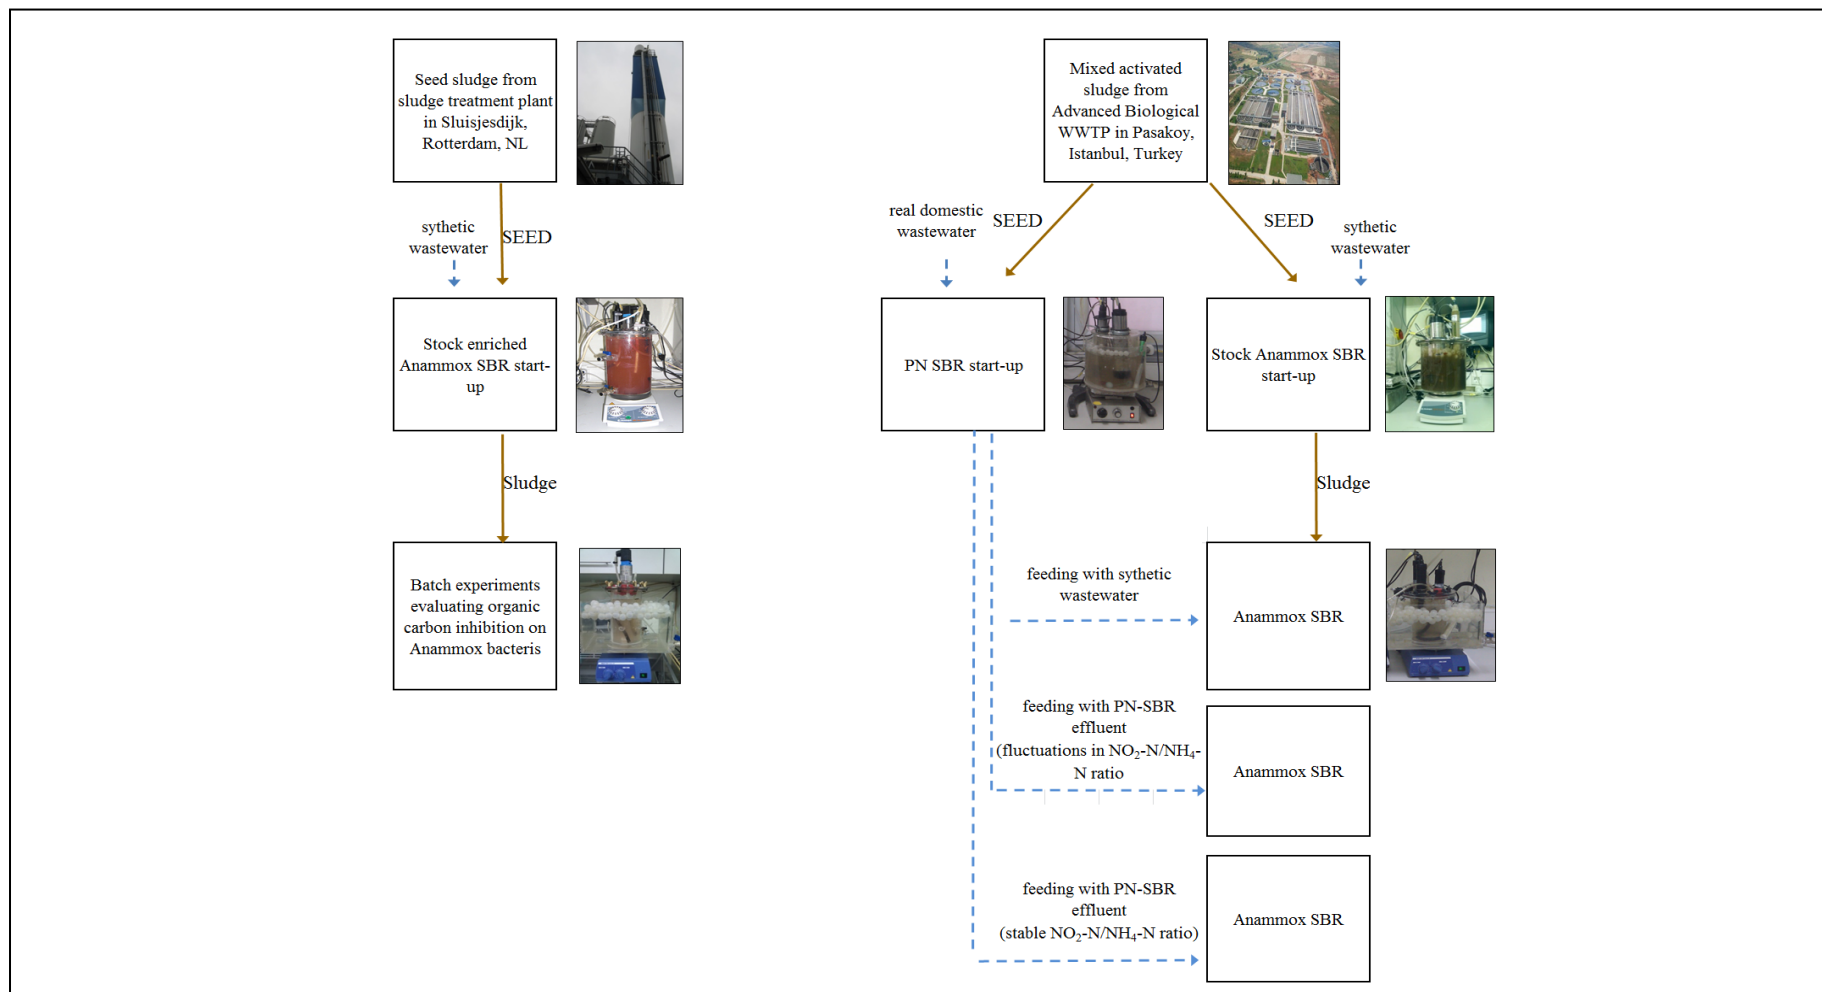 Seed sludge from
sludge treatment plant
in Sluisjesdijk,
Rotterdam, NL
Mixed activated
sludge from
Advanced Biological
WWTP in Pasakoy,
Istanbul, Turkey
sythetic
wastewater
SEED
real domestic
wastewater
SEED
SEED
sythetic
wastewater
Stock enriched
Anammox SBR start-
up
PN SBR start-up
Stock Anammox SBR
start-up
Sludge
Sludge
Batch experiments
evaluating organic
carbon inhibition on
Anammox bacteris
feeding with sythetic
wastewater
Anammox SBR
feeding with PN-SBR
effluent
(fluctuations in NO₂-N/NH₄-
N ratio
Anammox SBR
feeding with PN-SBR
effluent
(stable NO₂-N/NH₄-N ratio)
Anammox SBR